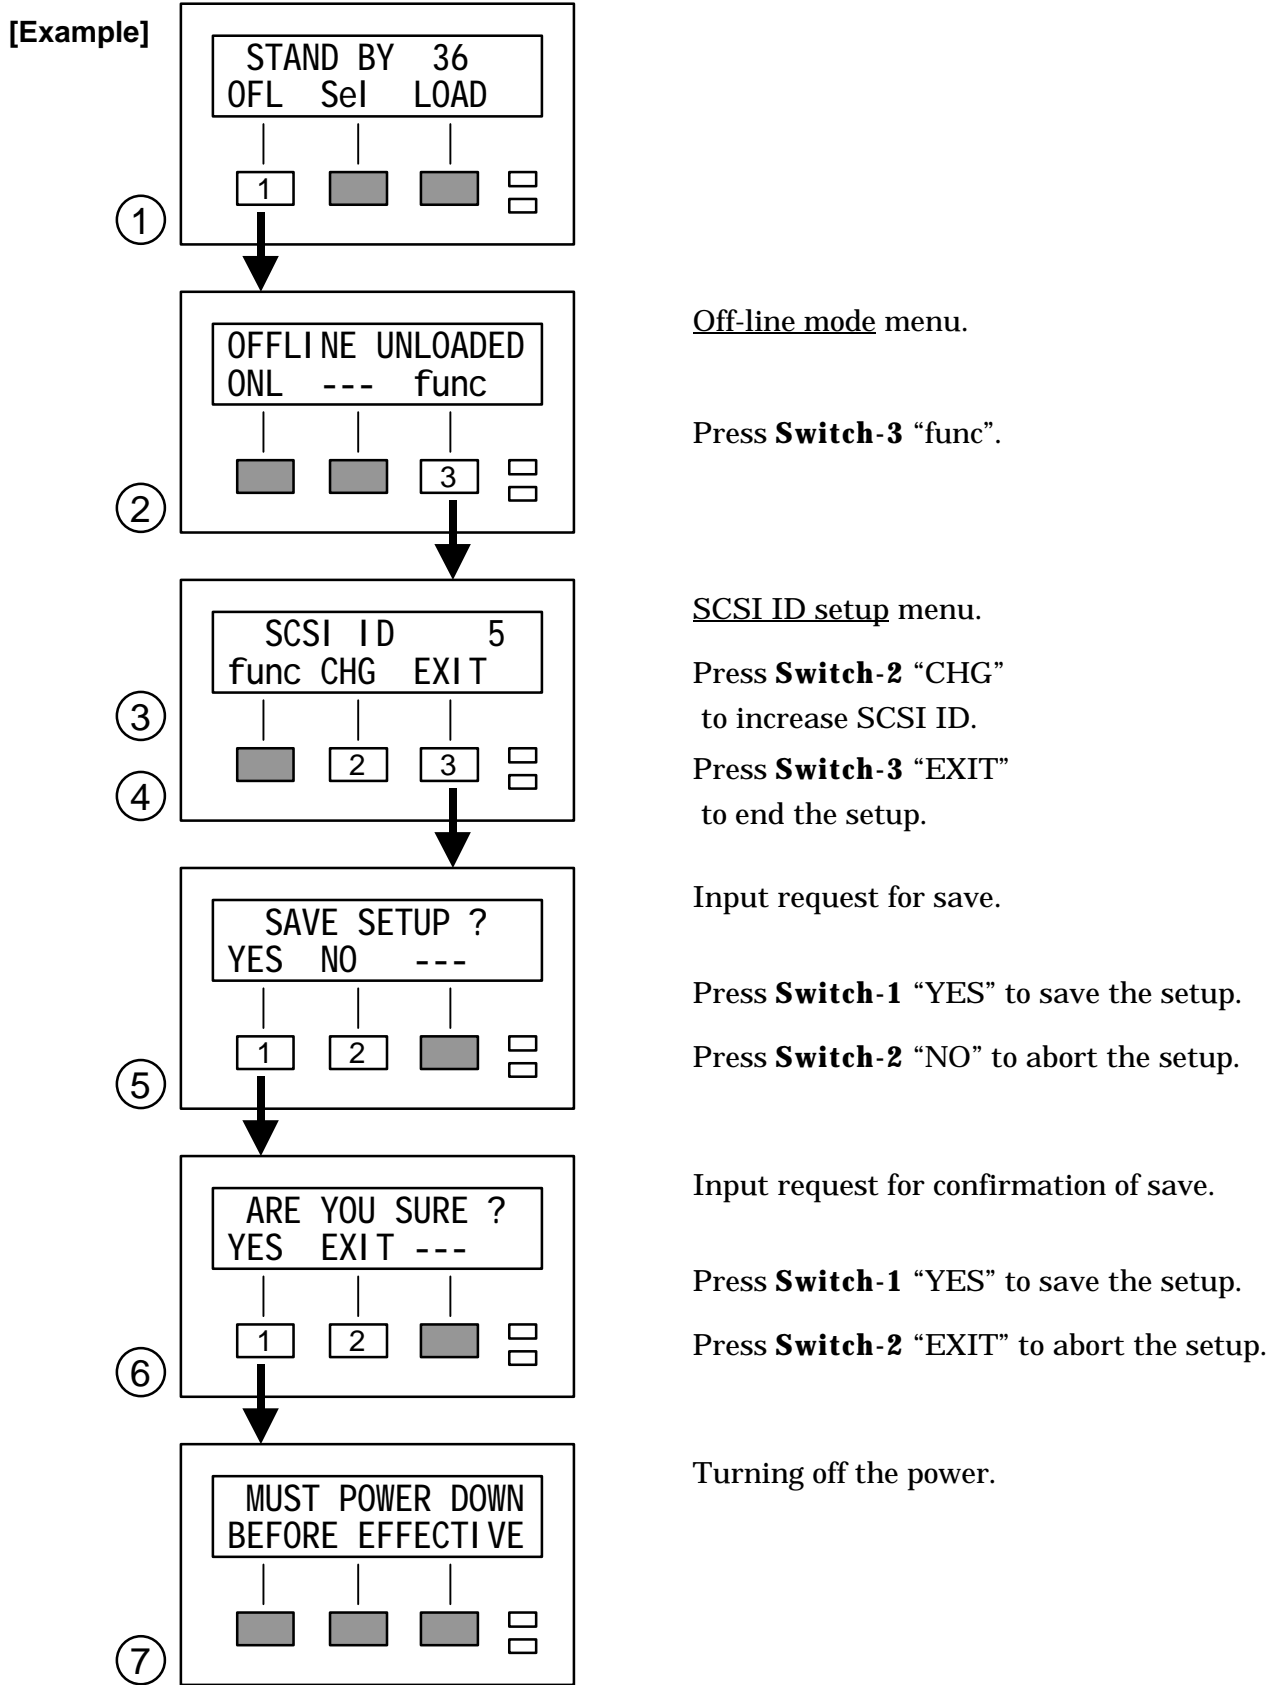 [Example]
STAND BY 36
OFL Sel LOAD
1
1
OFFLINE UNLOADED
ONL --- func
3
2
Off-line mode menu.
Press Switch-3 “func”.
SCSI ID 5
func CHG EXIT
3
2 3
4
SCSI ID setup menu.
Press Switch-2 “CHG”
to increase SCSI ID.
Press Switch-3 “EXIT”
to end the setup.
SAVE SETUP ?
YES NO ---
1 2
5
Input request for save.
Press Switch-1 “YES” to save the setup.
Press Switch-2 “NO” to abort the setup.
ARE YOU SURE ?
YES EXIT ---
1 2
6
Input request for confirmation of save.
Press Switch-1 “YES” to save the setup.
Press Switch-2 “EXIT” to abort the setup.
MUST POWER DOWN
BEFORE EFFECTIVE
7
Turning off the power.